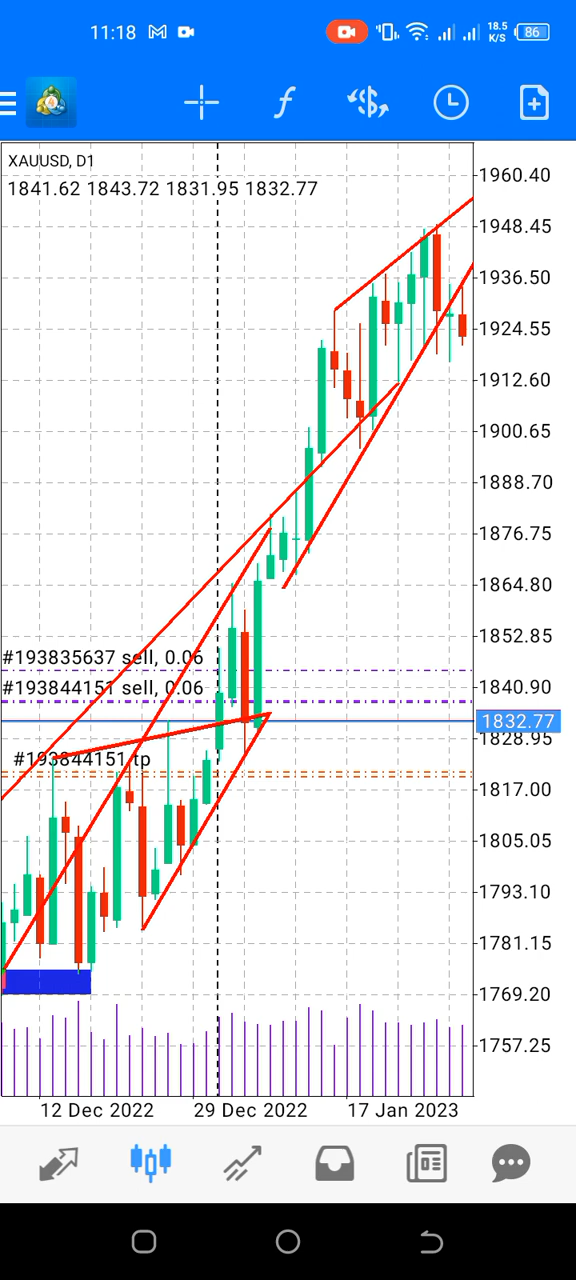 11:18
18.5
K/S
86
XAUUSD, D1
1841.62 1843.72 1831.95 1832.77
1960.40
1948.45
1936.50
1924.55
1912.60
1900.65
1888.70
1876.75
1864.80
1852.85
#193835637 sell, 0.06
1840.90
#193844151 sell, 0.06
1832.77
1828.95
#193844151 tp
1817.00
1805.05
1793.10
1781.15
1769.20
1757.25
12 Dec 2022
29 Dec 2022
17 Jan 2023